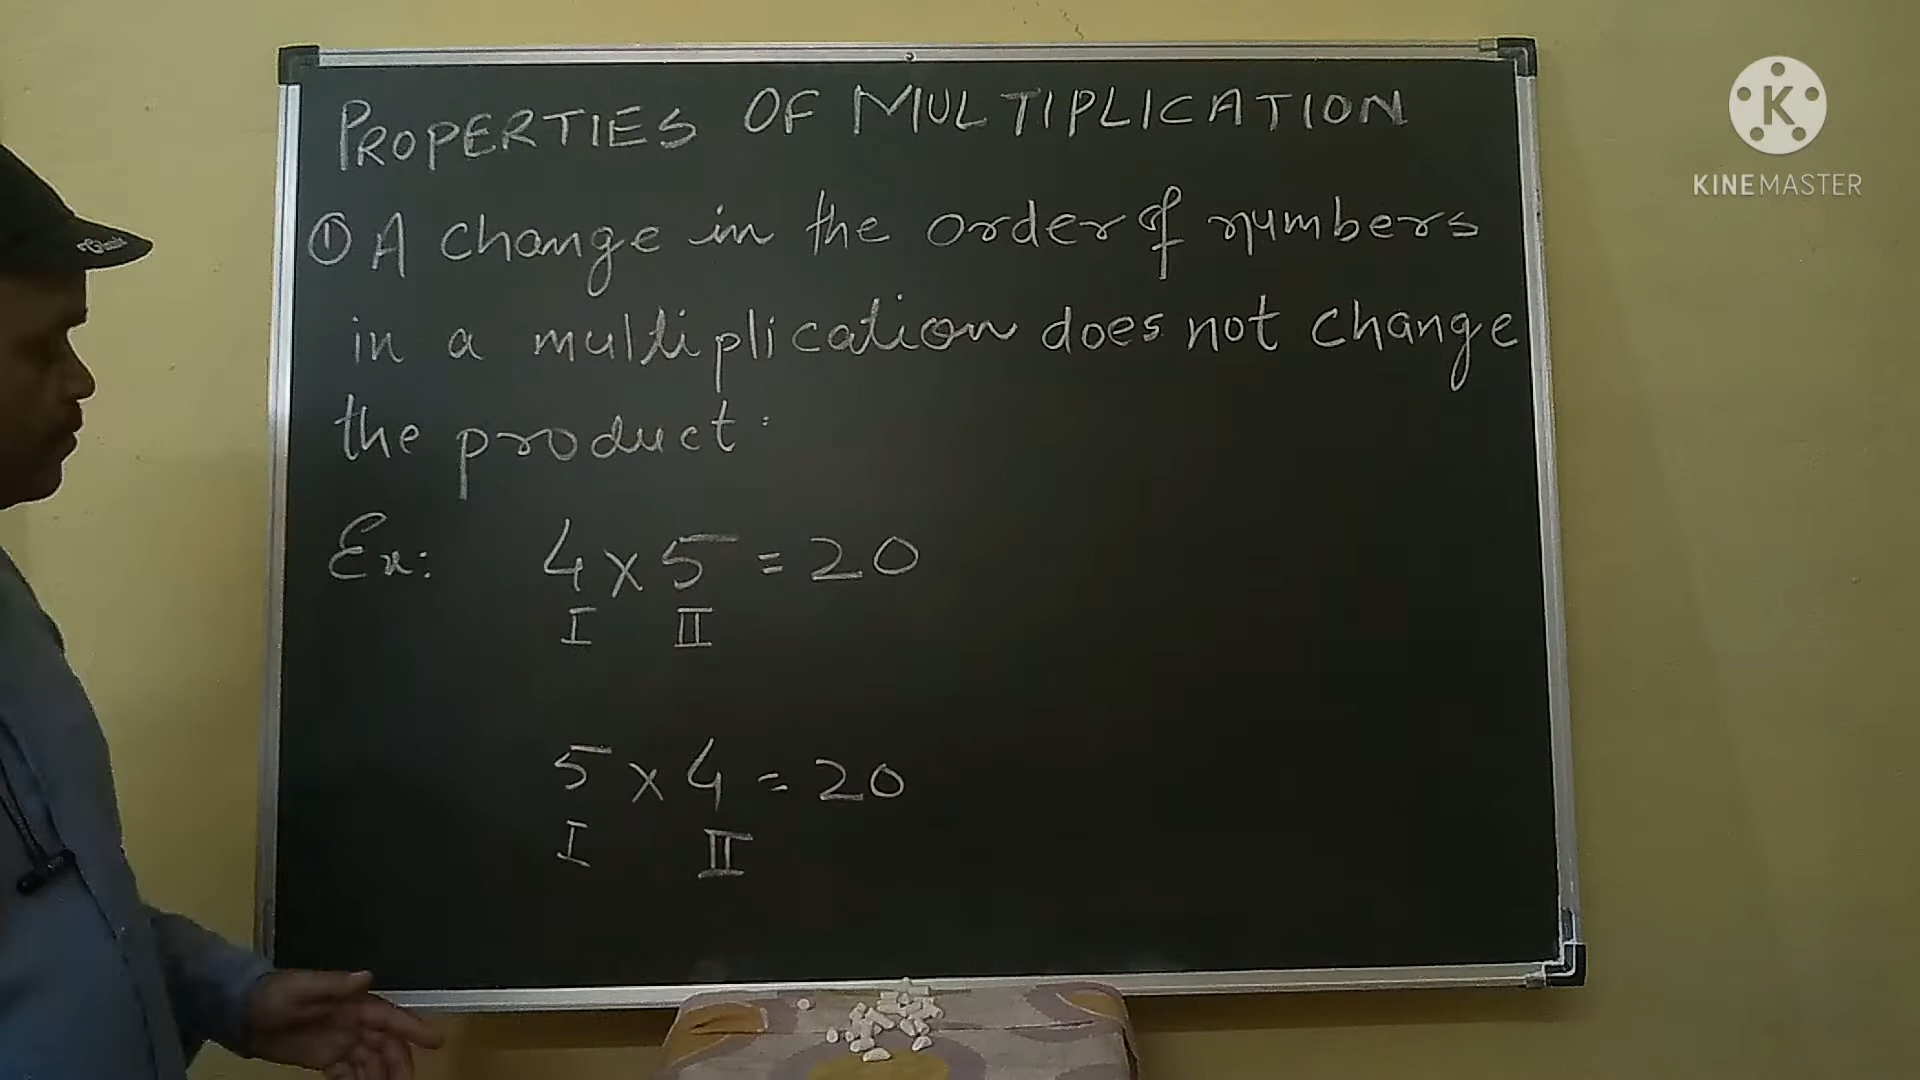 PROPERTIES OF MULTIPLICATION
① A change in the order of numbers
in a multiplication does not change
the product.
Ex: 4 x 5 = 20
I II
5 x 4 = 20
I II
K
KINEMASTER